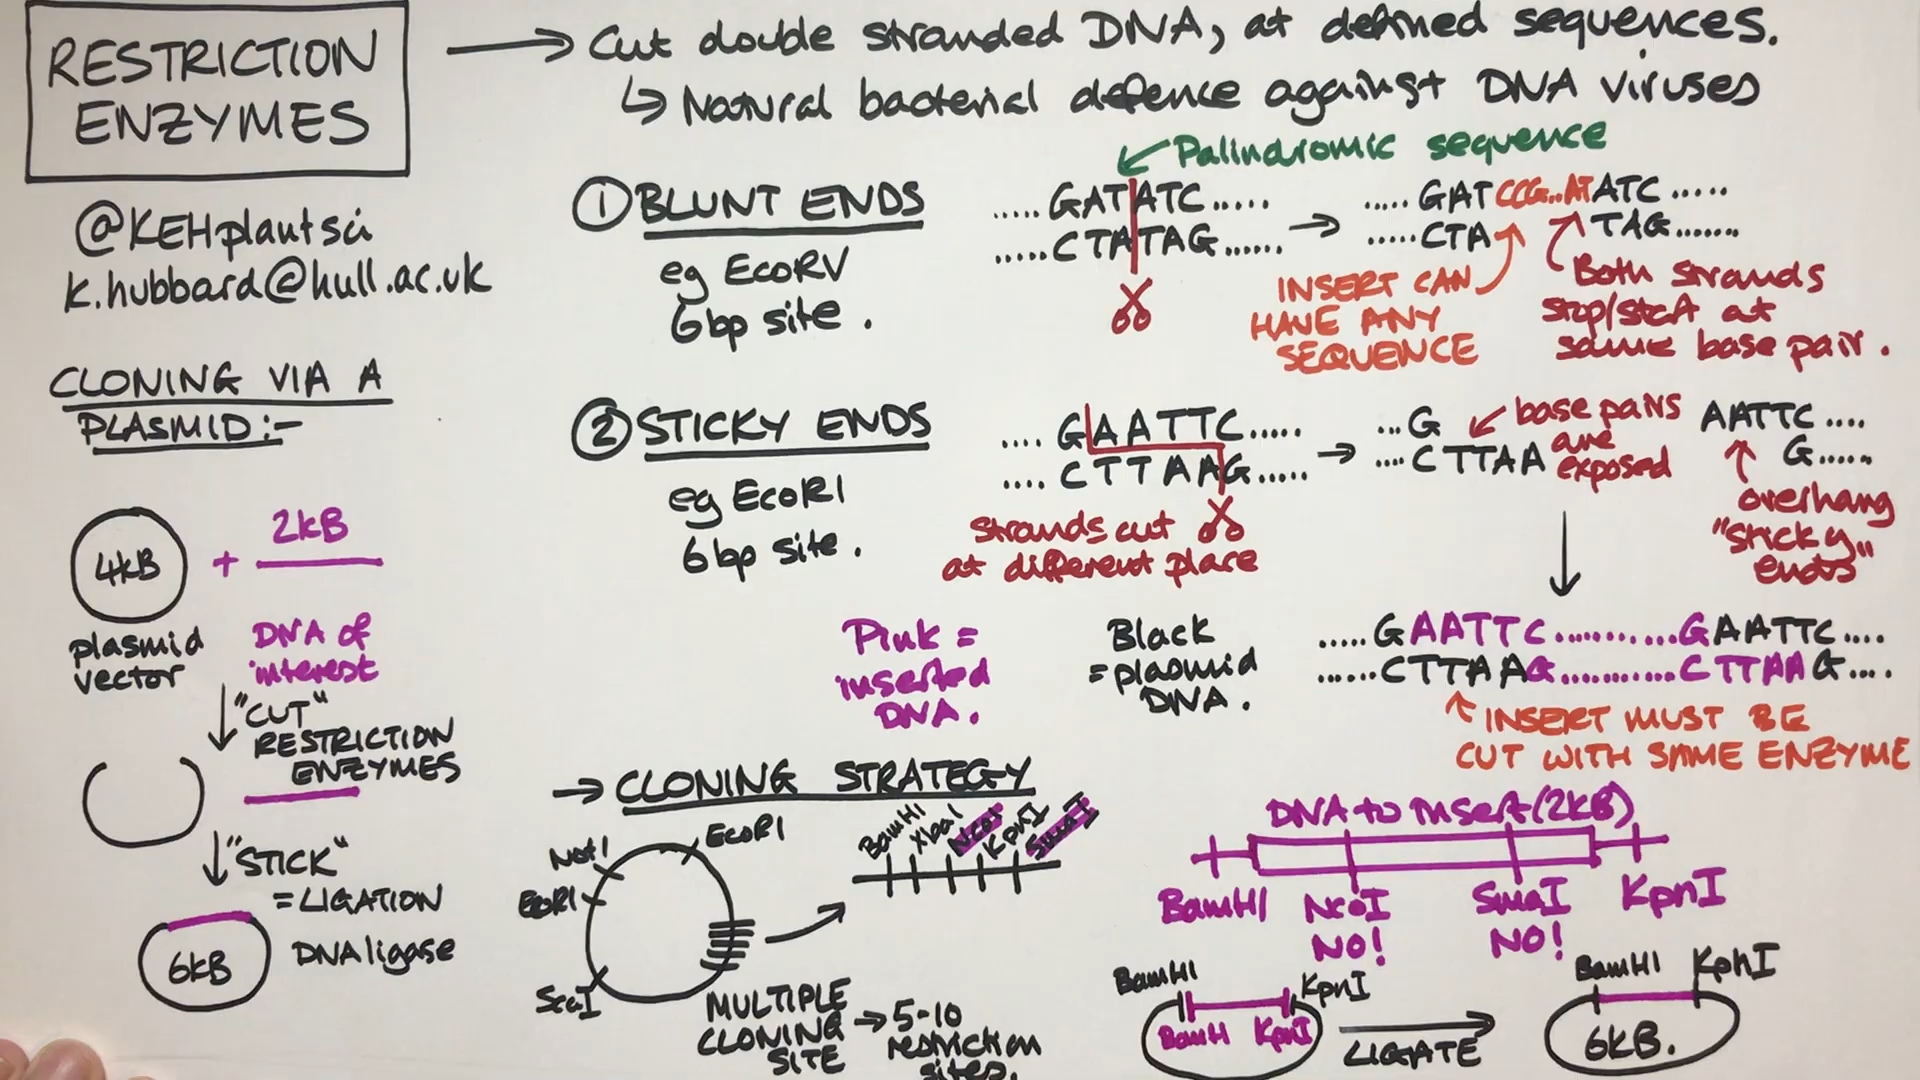 RESTRICTION
ENZYMES
→ Cut double stranded DNA, at defined sequences.
↳ Natural bacterial defence against DNA viruses
@KEHplantsci
k.hubbard@hull.ac.uk
CLONING VIA A
PLASMID:-
4kB + 2kB
plasmid
vector
DNA of
interest
"CUT"
RESTRICTION
ENZYMES
"STICK"
= LIGATION
DNA ligase
6kB
① BLUNT ENDS
eg EcoRV
6bp site.
Palindromic sequence
.....GATATC.....
.....CTATAG......
→
.....GAT CCG..AT ATC.....
.....CTA TAG.......
INSERT CAN
HAVE ANY
SEQUENCE
Both strands
stop/start at
same base pair.
② STICKY ENDS
eg EcoRI
6bp site.
.... GAATTC.....
.... CTTAAG.....
strands cut
at different place
→
...G
....CTTAA
base pairs
are
exposed
AATTC....
G.....
overhang
"sticky"
ends
Pink =
inserted
DNA.
Black
= plasmid
DNA.
.....GAATTC...........GAATTC....
......CTTAAG...........CTTAAG....
INSERT MUST BE
CUT WITH SAME ENZYME
→ CLONING STRATEGY
EcoRI
NotI
EcoRI
ScaI
BamHI XbaI NcoI KpnI SmaI
MULTIPLE
CLONING
SITE
→ 5-10
restriction
sites.
DNA to Insert (2kB)
BamHI NcoI SmaI KpnI
NO! NO!
BamHI KpnI
BamH KpnI
LIGATE
BamHI KpnI
6kB.